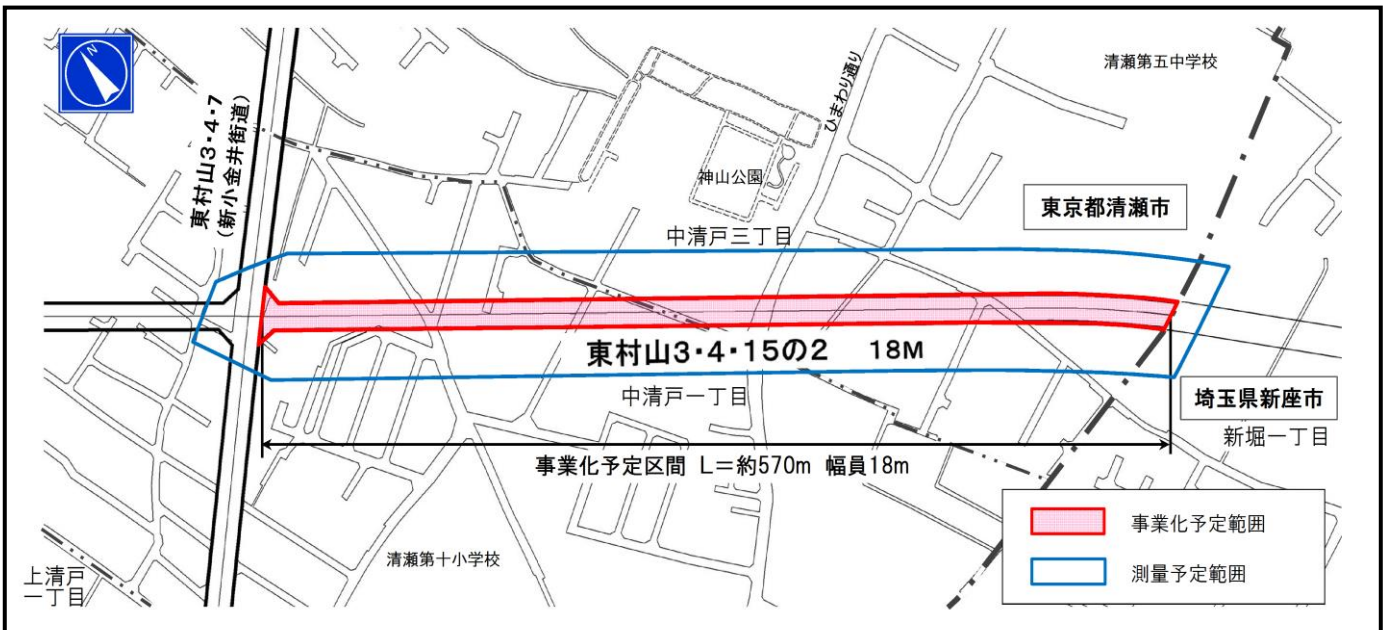 N
東村山3・4・7
(新小金井街道)
ひまわり通り
清瀬第五中学校
神山公園
東京都清瀬市
中清戸三丁目
東村山3・4・15の2 18M
中清戸一丁目
埼玉県新座市
新堀一丁目
事業化予定区間 L=約570m 幅員18m
事業化予定範囲
測量予定範囲
清瀬第十小学校
上清戸
一丁目